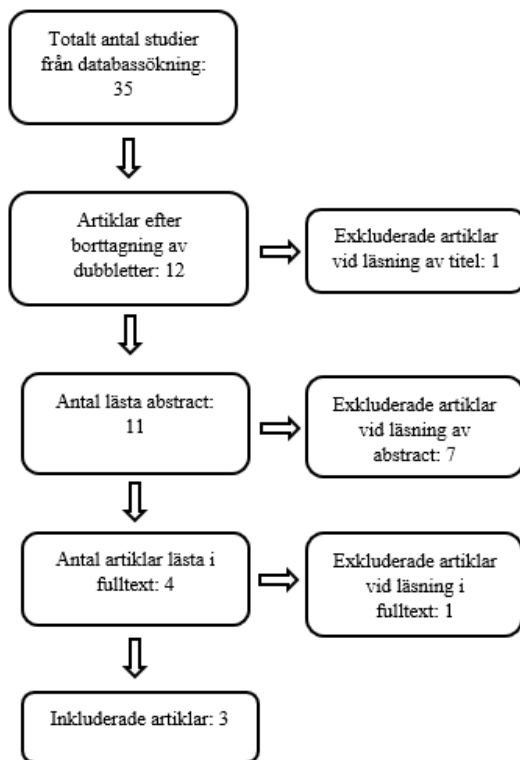 Totalt antal studier
från databassökning:
35
Artiklar efter
borttagning av
dubbletter: 12
Exkluderade artiklar
vid läsning av titel: 1
Antal lästa abstract:
11
Exkluderade artiklar
vid läsning av
abstract: 7
Antal artiklar lästa i
fulltext: 4
Exkluderade artiklar
vid läsning i
fulltext: 1
Inkluderade artiklar: 3